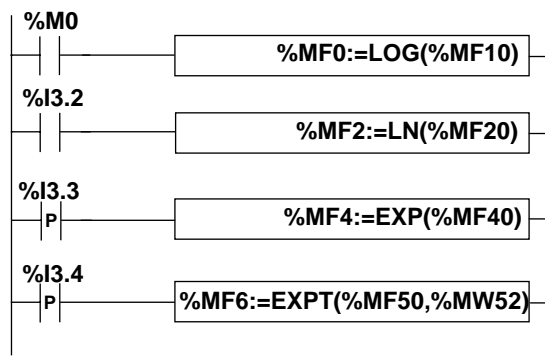 %M0
%MF0:=LOG(%MF10)
%I3.2
%MF2:=LN(%MF20)
%I3.3
P
%MF4:=EXP(%MF40)
%I3.4
P
%MF6:=EXPT(%MF50,%MW52)